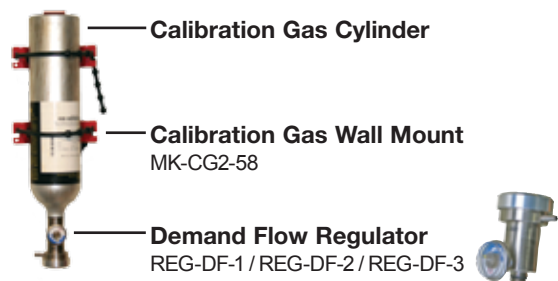 Calibration Gas Cylinder
Calibration Gas Wall Mount
MK-CG2-58
Demand Flow Regulator
REG-DF-1 / REG-DF-2 / REG-DF-3